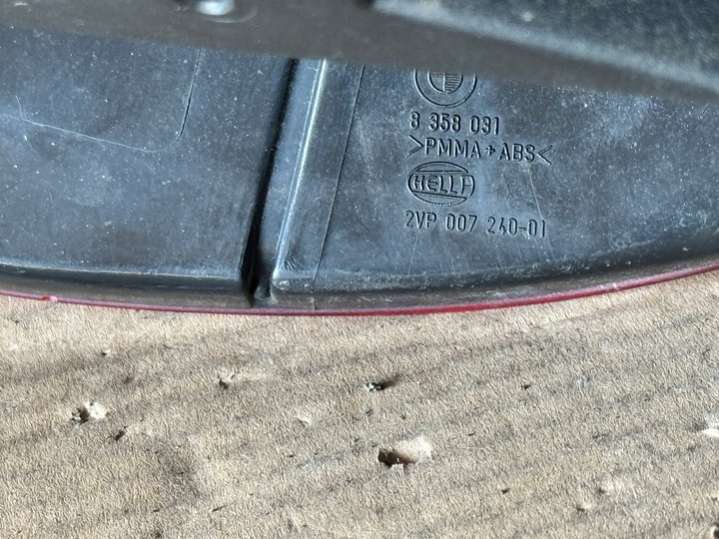 8 358 031
>PMMA+ABS<
HELLA
2VP 007 240-01